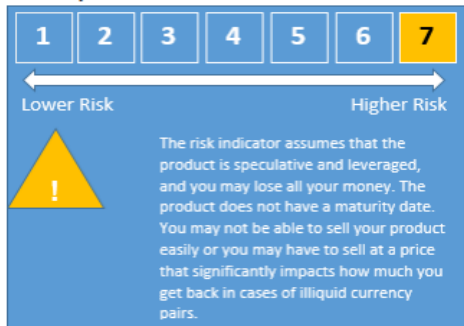 1 2 3 4 5 6 7
Lower Risk Higher Risk
!
The risk indicator assumes that the
product is speculative and leveraged,
and you may lose all your money. The
product does not have a maturity date.
You may not be able to sell your product
easily or you may have to sell at a price
that significantly impacts how much you
get back in cases of illiquid currency
pairs.